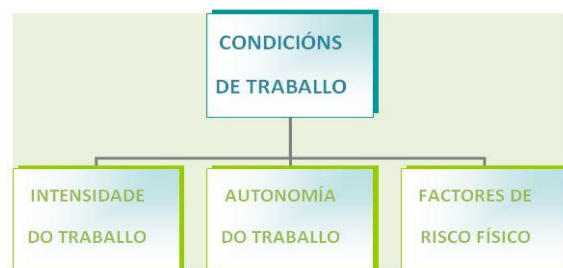 CONDICIÓNS
DE TRABALLO
INTENSIDADE
DO TRABALLO
AUTONOMÍA
DO TRABALLO
FACTORES DE
RISCO FÍSICO